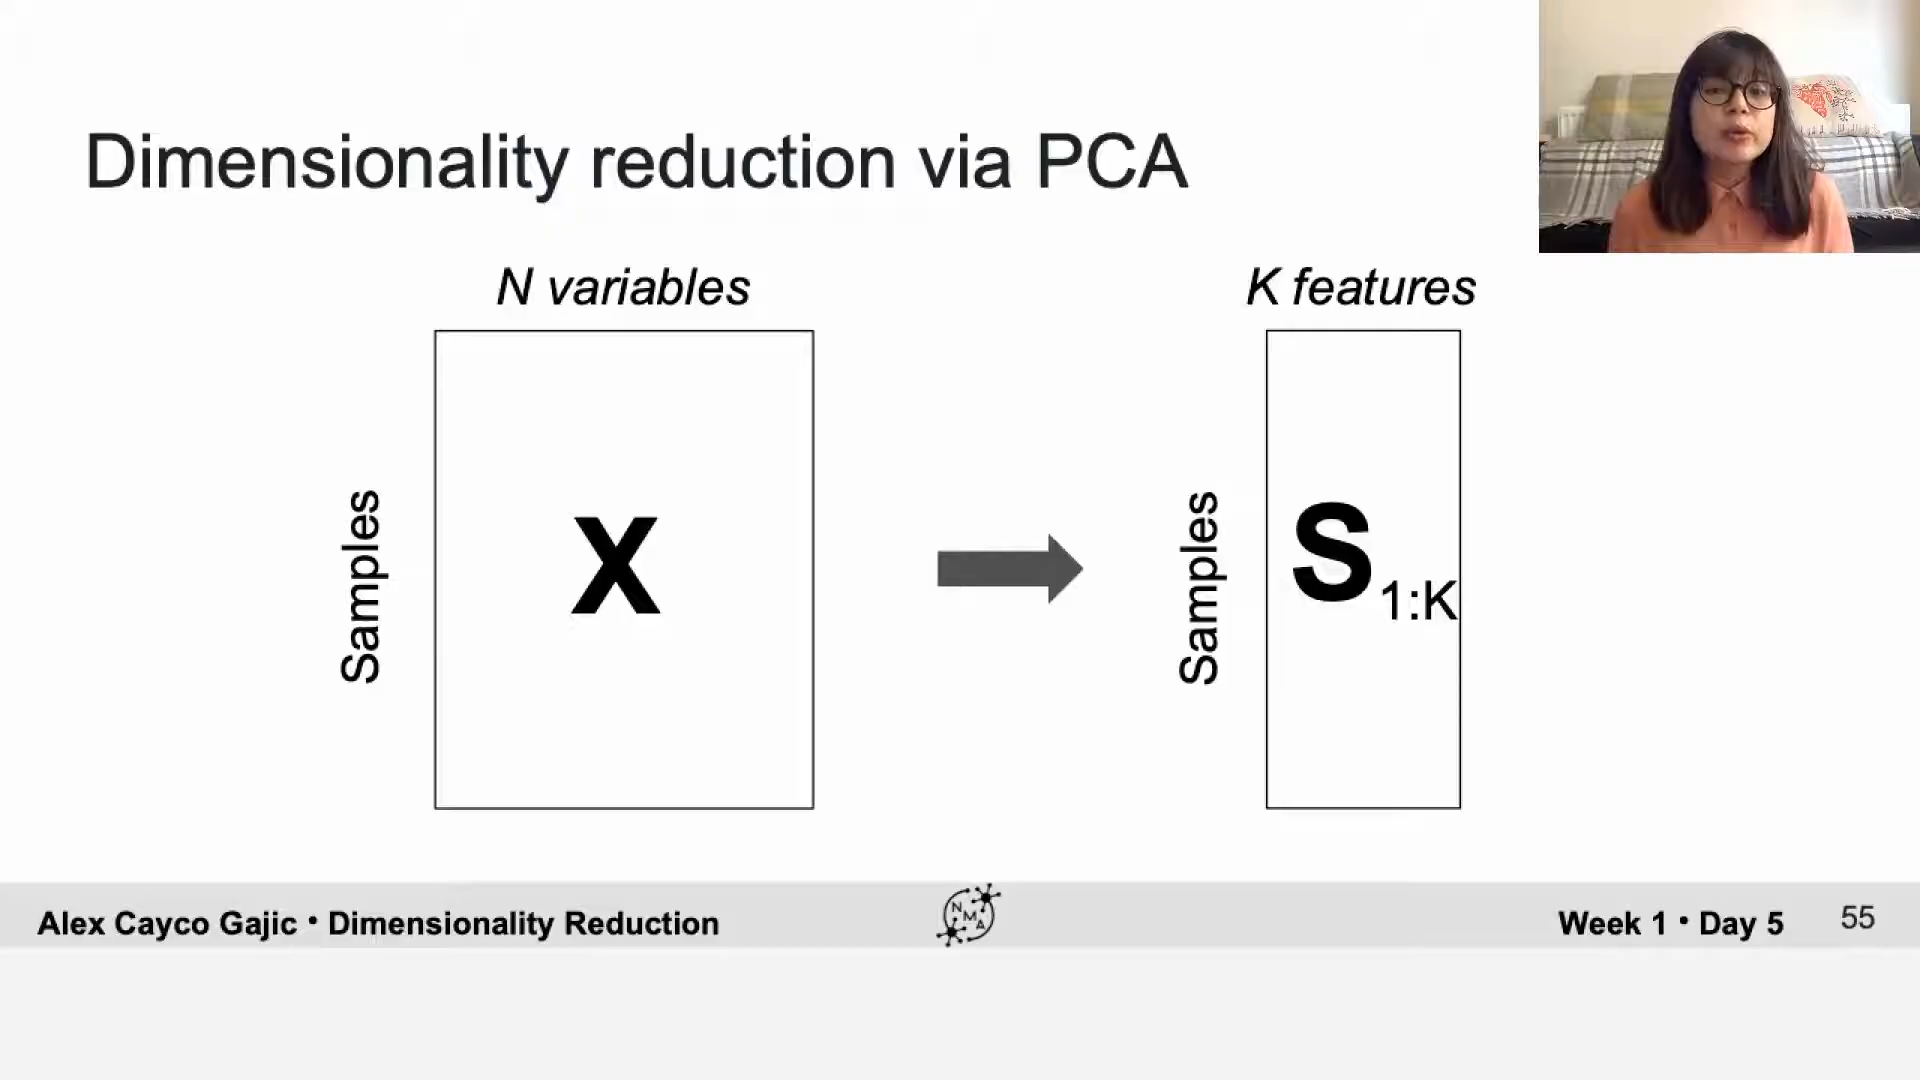 Dimensionality reduction via PCA
N variables
K features
Samples
X
Samples
S1:K
Alex Cayco Gajic • Dimensionality Reduction
N
M
A
Week 1 • Day 5
55